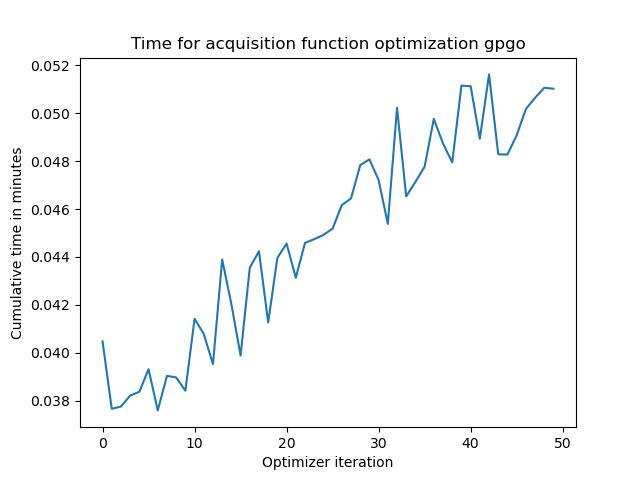 Time for acquisition function optimization gpgo
Cumulative time in minutes
0.052
0.050
0.048
0.046
0.044
0.042
0.040
0.038
0 10 20 30 40 50
Optimizer iteration